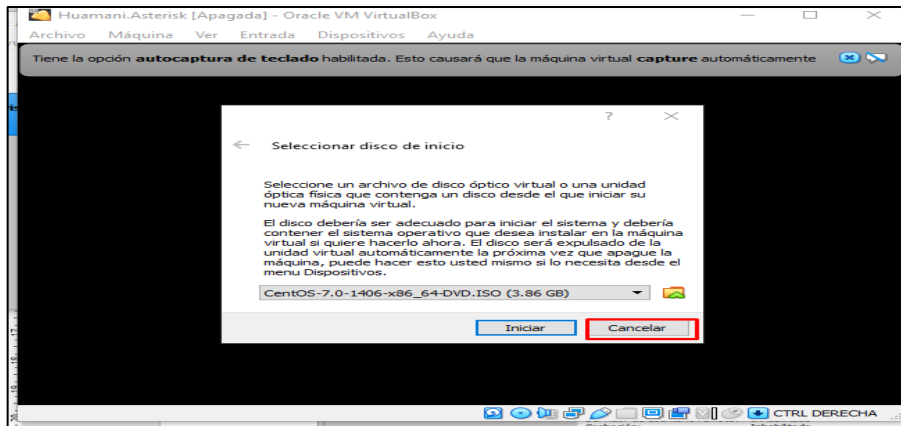 Huamani.Asterisk [Apagada] - Oracle VM VirtualBox
Archivo Máquina Ver Entrada Dispositivos Ayuda
Tiene la opción autocaptura de teclado habilitada. Esto causará que la máquina virtual capture automáticamente
?
Seleccionar disco de inicio
Seleccione un archivo de disco óptico virtual o una unidad
óptica física que contenga un disco desde el que iniciar su
nueva máquina virtual.
El disco debería ser adecuado para iniciar el sistema y debería
contener el sistema operativo que desea instalar en la máquina
virtual si quiere hacerlo ahora. El disco será expulsado de la
unidad virtual automáticamente la próxima vez que apague la
máquina, puede hacer esto usted mismo si lo necesita desde el
menu Dispositivos.
CentOS-7.0-1406-x86_64-DVD.ISO (3.86 GB)
Iniciar Cancelar
CTRL DERECHA